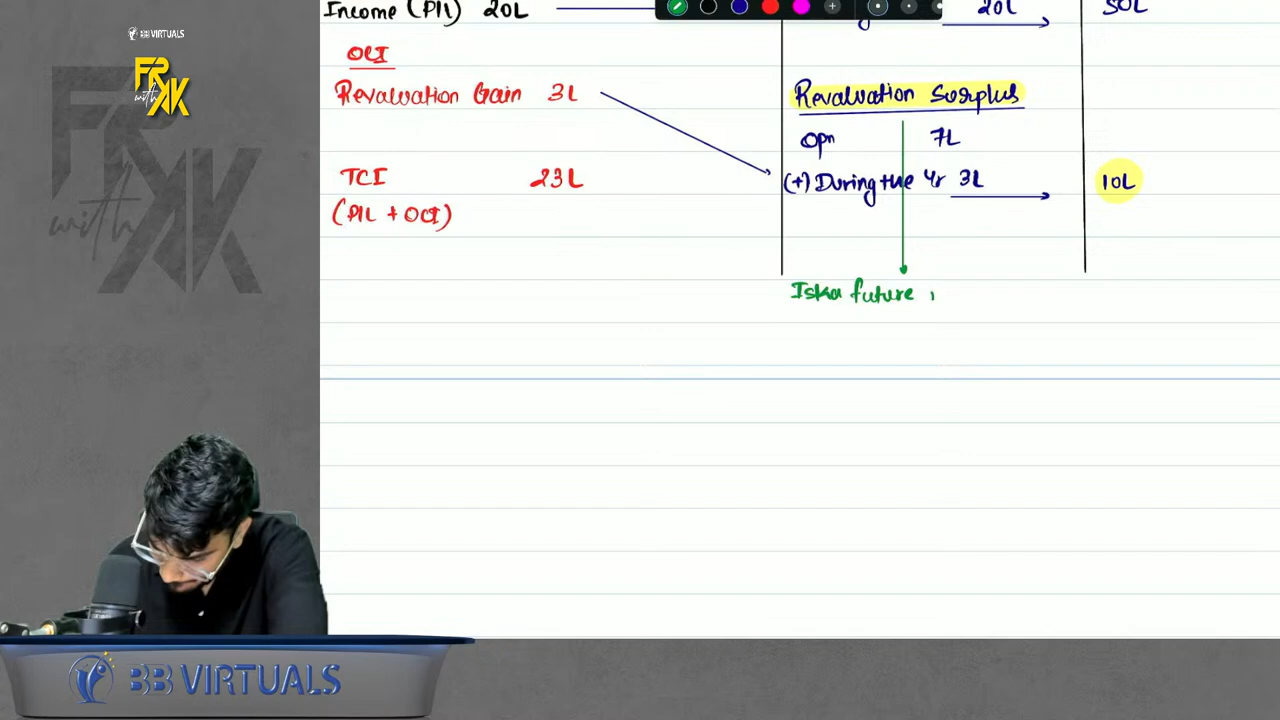 Income (P/L) 20L
20L
50L
BB VIRTUALS
FR
with
AK
OCI
Revaluation Gain 3L
Revaluation Surplus
Opn 7L
TCI 23L
(+) During the Yr 3L
10L
(P/L + OCI)
Iska future
BB VIRTUALS